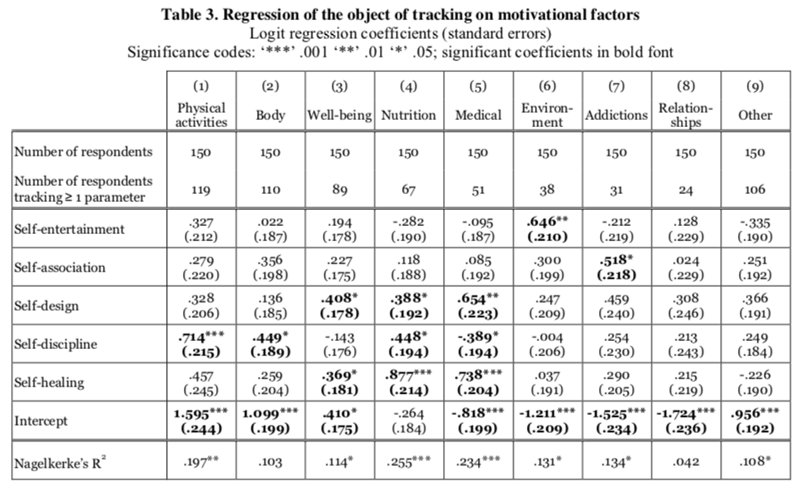 Table 3. Regression of the object of tracking on motivational factors
Logit regression coefficients (standard errors)
Significance codes: ‘***’ .001 ‘**’ .01 ‘*’ .05; significant coefficients in bold font
(1) (2) (3) (4) (5) (6) (7) (8) (9)
Physical activities Body Well-being Nutrition Medical Environ-ment Addictions Relation-ships Other
Number of respondents 150 150 150 150 150 150 150 150 150
Number of respondents
tracking ≥ 1 parameter 119 110 89 67 51 38 31 24 106
Self-entertainment .327 .022 .194 -.282 -.095 .646** -.212 .128 -.335
(.212) (.187) (.178) (.190) (.187) (.210) (.219) (.229) (.190)
Self-association .279 .356 .227 .118 .085 .300 .518* .024 .251
(.220) (.198) (.175) (.188) (.192) (.199) (.218) (.229) (.192)
Self-design .328 .136 .408* .388* .654** .247 .459 .308 .366
(.206) (.185) (.178) (.192) (.223) (.209) (.240) (.246) (.191)
Self-discipline .714*** .449* -.143 .448* -.389* -.004 .254 .213 .249
(.215) (.189) (.176) (.194) (.194) (.206) (.230) (.243) (.184)
Self-healing .457 .259 .369* .877*** .738*** .037 .290 .215 -.226
(.245) (.204) (.181) (.214) (.204) (.191) (.205) (.219) (.190)
Intercept 1.595*** 1.099*** .410* -.264 -.818*** -1.211*** -1.525*** -1.724*** .956***
(.244) (.199) (.175) (.184) (.199) (.209) (.234) (.236) (.192)
Nagelkerke’s R² .197** .103 .114* .255*** .234*** .131* .134* .042 .108*